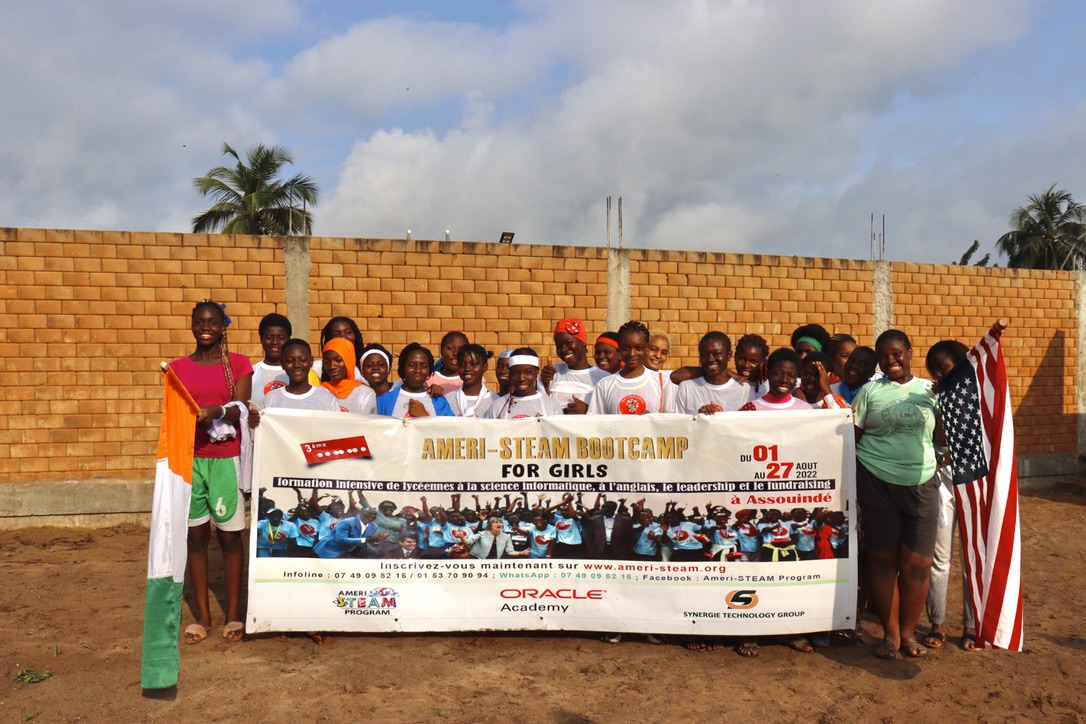 3ème
AMERI-STEAM BOOTCAMP
FOR GIRLS
DU 01 AOUT
AU 27 2022
formation intensive de lycéennes à la science informatique, à l'anglais, le leadership et le fundraising
à Assouindé
Inscrivez-vous maintenant sur www.ameri-steam.org
Infoline : 07 49 09 82 15 / 01 53 70 90 94 ; WhatsApp : 07 49 09 82 15 ; Facebook : Ameri-STEAM Program
AMERI
STEAM
PROGRAM
ORACLE
Academy
SYNERGIE TECHNOLOGY GROUP
6